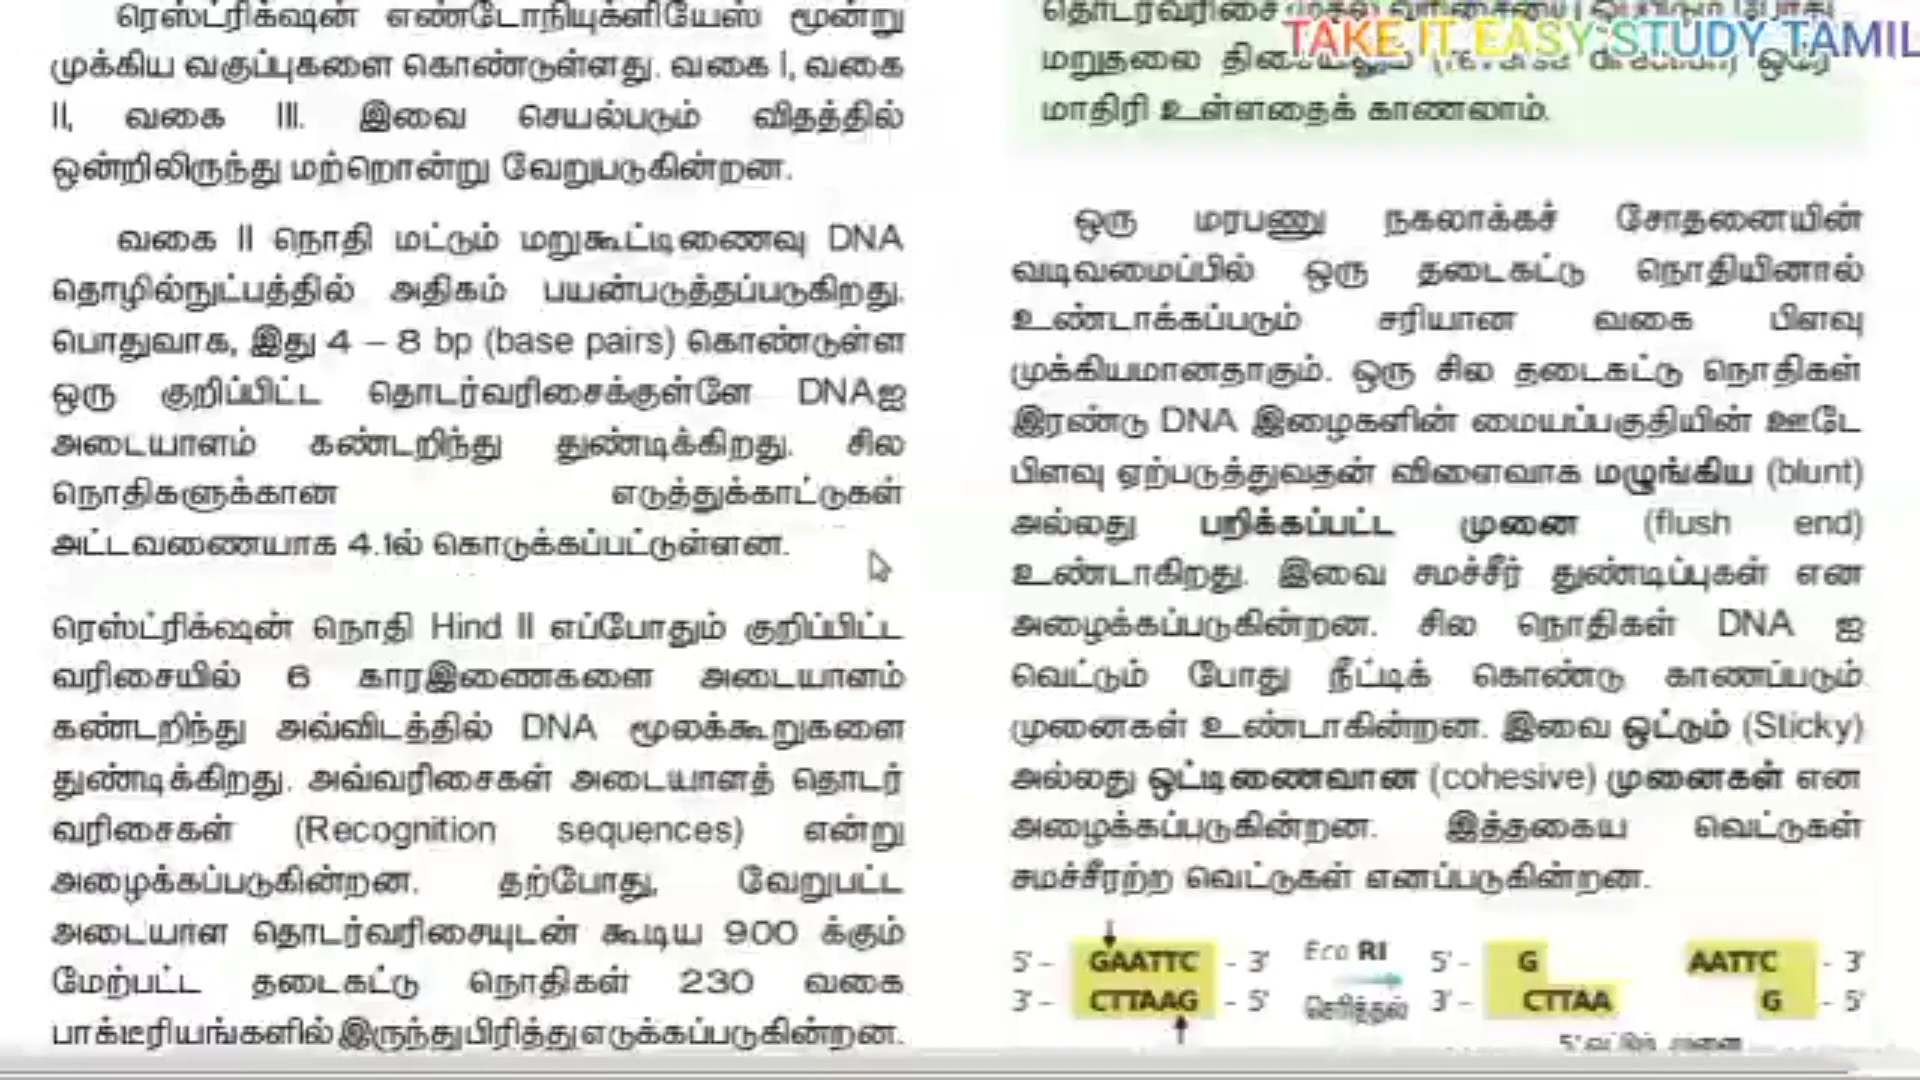 ரெஸ்ட்ரிக்ஷன் எண்டோநியுக்ளியேஸ் மூன்று
முக்கிய வகுப்புகளை கொண்டுள்ளது. வகை I, வகை
II, வகை III. இவை செயல்படும் விதத்தில்
ஒன்றிலிருந்து மற்றொன்று வேறுபடுகின்றன.
வகை II நொதி மட்டும் மறுகூட்டிணைவு DNA
தொழில்நுட்பத்தில் அதிகம் பயன்படுத்தப்படுகிறது.
பொதுவாக, இது 4 – 8 bp (base pairs) கொண்டுள்ள
ஒரு குறிப்பிட்ட தொடர்வரிசைக்குள்ளே DNAஐ
அடையாளம் கண்டறிந்து துண்டிக்கிறது. சில
நொதிகளுக்கான எடுத்துக்காட்டுகள்
அட்டவணையாக 4.1ல் கொடுக்கப்பட்டுள்ளன.
ரெஸ்ட்ரிக்ஷன் நொதி Hind II எப்போதும் குறிப்பிட்ட
வரிசையில் 6 காரஇணைகளை அடையாளம்
கண்டறிந்து அவ்விடத்தில் DNA மூலக்கூறுகளை
துண்டிக்கிறது. அவ்வரிசைகள் அடையாளத் தொடர்
வரிசைகள் (Recognition sequences) என்று
அழைக்கப்படுகின்றன. தற்போது, வேறுபட்ட
அடையாள தொடர்வரிசையுடன் கூடிய 900 க்கும்
மேற்பட்ட தடைகட்டு நொதிகள் 230 வகை
பாக்டீரியங்களில் இருந்து பிரித்து எடுக்கப்படுகின்றன.
TAKE IT EASY STUDY TAMIL
மறுதலை direction) ஒரே
மாதிரி உள்ளதைக் காணலாம்.
ஒரு மரபணு நகலாக்கச் சோதனையின்
வடிவமைப்பில் ஒரு தடைகட்டு நொதியினால்
உண்டாக்கப்படும் சரியான வகை பிளவு
முக்கியமானதாகும். ஒரு சில தடைகட்டு நொதிகள்
இரண்டு DNA இழைகளின் மையப்பகுதியின் ஊடே
பிளவு ஏற்படுத்துவதன் விளைவாக மழுங்கிய (blunt)
அல்லது பறிக்கப்பட்ட முனை (flush end)
உண்டாகிறது. இவை சமச்சீர் துண்டிப்புகள் என
அழைக்கப்படுகின்றன. சில நொதிகள் DNA ஐ
வெட்டும் போது நீட்டிக் கொண்டு காணப்படும்
முனைகள் உண்டாகின்றன. இவை ஒட்டும் (Sticky)
அல்லது ஒட்டிணைவான (cohesive) முனைகள் என
அழைக்கப்படுகின்றன. இத்தகைய வெட்டுகள்
சமச்சீரற்ற வெட்டுகள் எனப்படுகின்றன.
5' – GAATTC – 3' Eco RI 5' – G AATTC – 3'
3' – CTTAAG – 5' செரித்தல் 3' – CTTAA G – 5'